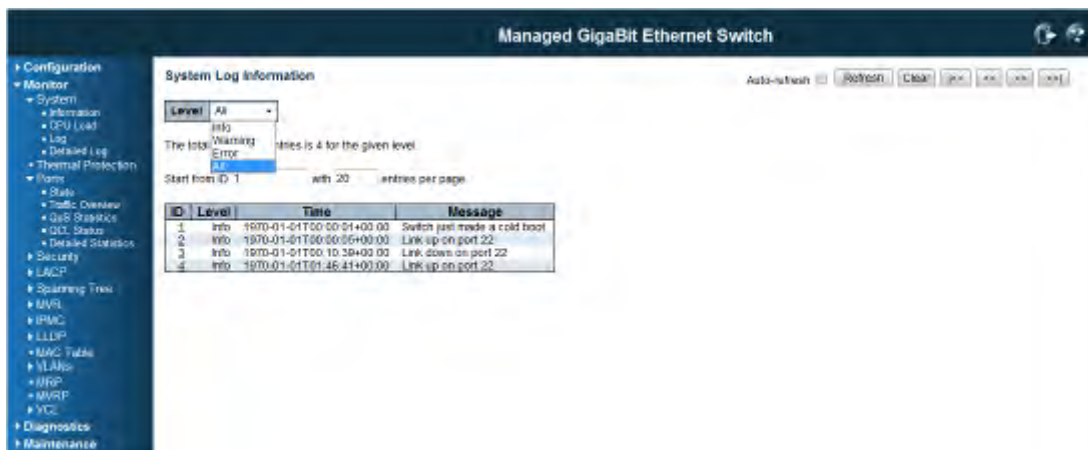 Managed GigaBit Ethernet Switch
Configuration
Monitor
System
Information
CPU Load
Log
Detailed Log
Thermal Protection
Ports
State
Traffic Overview
QoS Statistics
QCL Status
Detailed Statistics
Security
LACP
Spanning Tree
MVR
IPMC
LLDP
MAC Table
VLANs
MRP
MVRP
VCL
Diagnostics
Maintenance
System Log Information
Auto-refresh Refresh Clear |<< << >> >>|
Level All
Info
Warning
Error
All
The total tries is 4 for the given level.
Start from ID 1 with 20 entries per page.
ID Level Time Message
1 Info 1970-01-01T00:00:01+00:00 Switch just made a cold boot
2 Info 1970-01-01T00:00:05+00:00 Link up on port 22
3 Info 1970-01-01T00:10:39+00:00 Link down on port 22
4 Info 1970-01-01T01:46:41+00:00 Link up on port 22